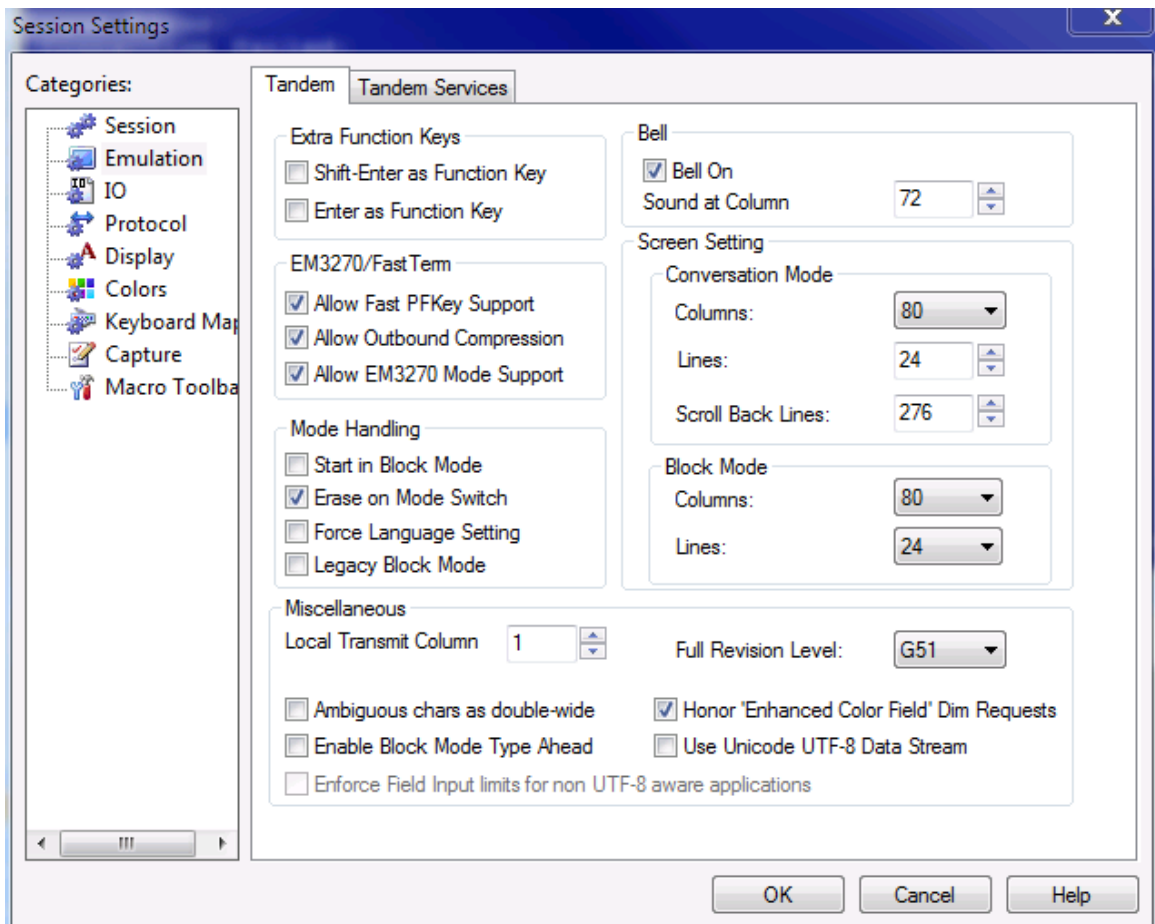 Session Settings
X
Categories:
Session
Emulation
IO
Protocol
Display
Colors
Keyboard Map
Capture
Macro Toolba
Tandem
Tandem Services
Extra Function Keys
Shift-Enter as Function Key
Enter as Function Key
EM3270/FastTerm
Allow Fast PFKey Support
Allow Outbound Compression
Allow EM3270 Mode Support
Mode Handling
Start in Block Mode
Erase on Mode Switch
Force Language Setting
Legacy Block Mode
Bell
Bell On
Sound at Column 72
Screen Setting
Conversation Mode
Columns: 80
Lines: 24
Scroll Back Lines: 276
Block Mode
Columns: 80
Lines: 24
Miscellaneous
Local Transmit Column 1
Full Revision Level: G51
Ambiguous chars as double-wide
Honor "Enhanced Color Field" Dim Requests
Enable Block Mode Type Ahead
Use Unicode UTF-8 Data Stream
Enforce Field Input limits for non UTF-8 aware applications
OK
Cancel
Help